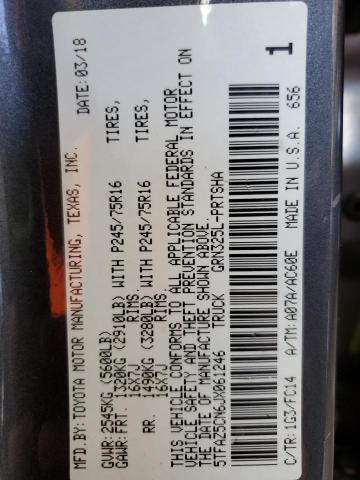 MFD.BY: TOYOTA MOTOR MANUFACTURING, TEXAS, INC. DATE: 03/18
GVWR: 2545KG (5600LB)
GAWR: FRT. 1320KG (2910LB) WITH P245/75R16 TIRES,
16X7J RIMS
RR. 1490KG (3280LB) WITH P245/75R16 TIRES,
16X7J RIMS
THIS VEHICLE CONFORMS TO ALL APPLICABLE FEDERAL MOTOR
VEHICLE SAFETY AND THEFT PREVENTION STANDARDS IN EFFECT ON
THE DATE OF MANUFACTURE SHOWN ABOVE.
5TFAZ5CN6JX061246 TRUCK GRN325L-PRTSHA
C/TR: 1G3/FC14 A/TM: A07A/AC60E MADE IN U.S.A. 656
1